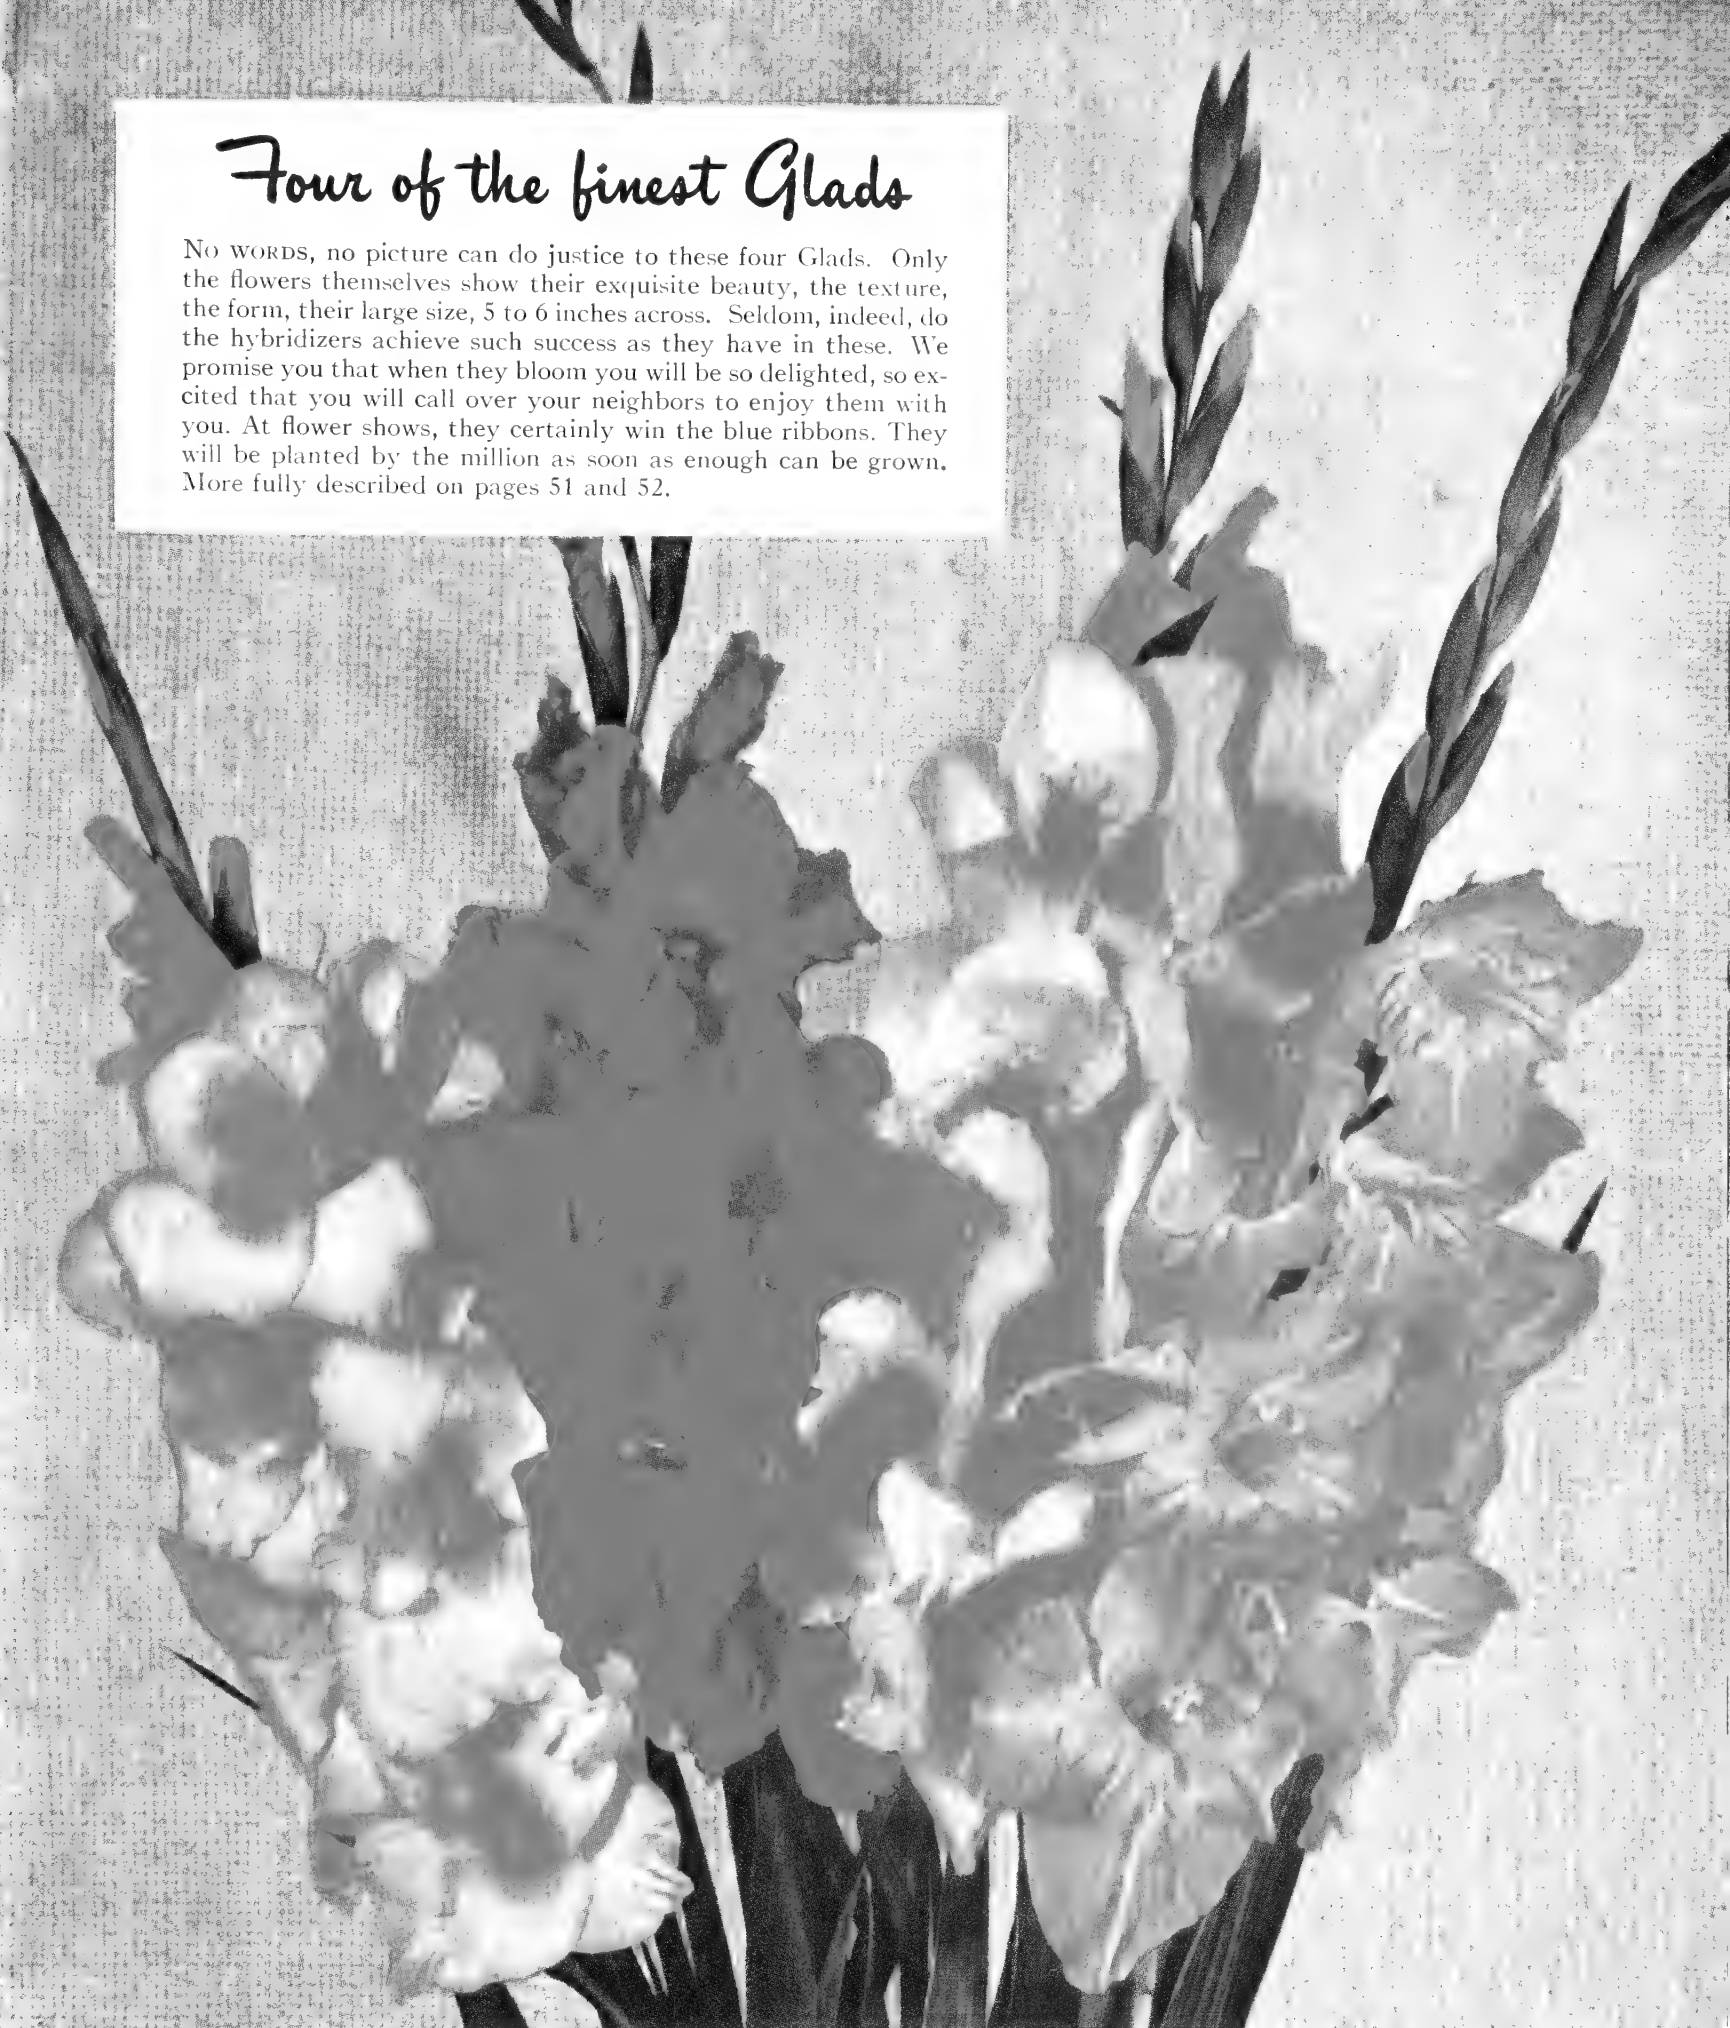 Four of the finest Glads
No words, no picture can do justice to these four Glads. Only
the flowers themselves show their exquisite beauty, the texture,
the form, their large size, 5 to 6 inches across. Seldom, indeed, do
the hybridizers achieve such success as they have in these. We
promise you that when they bloom you will be so delighted, so ex-
cited that you will call over your neighbors to enjoy them with
you. At flower shows, they certainly win the blue ribbons. They
will be planted by the million as soon as enough can be grown.
More fully described on pages 51 and 52.